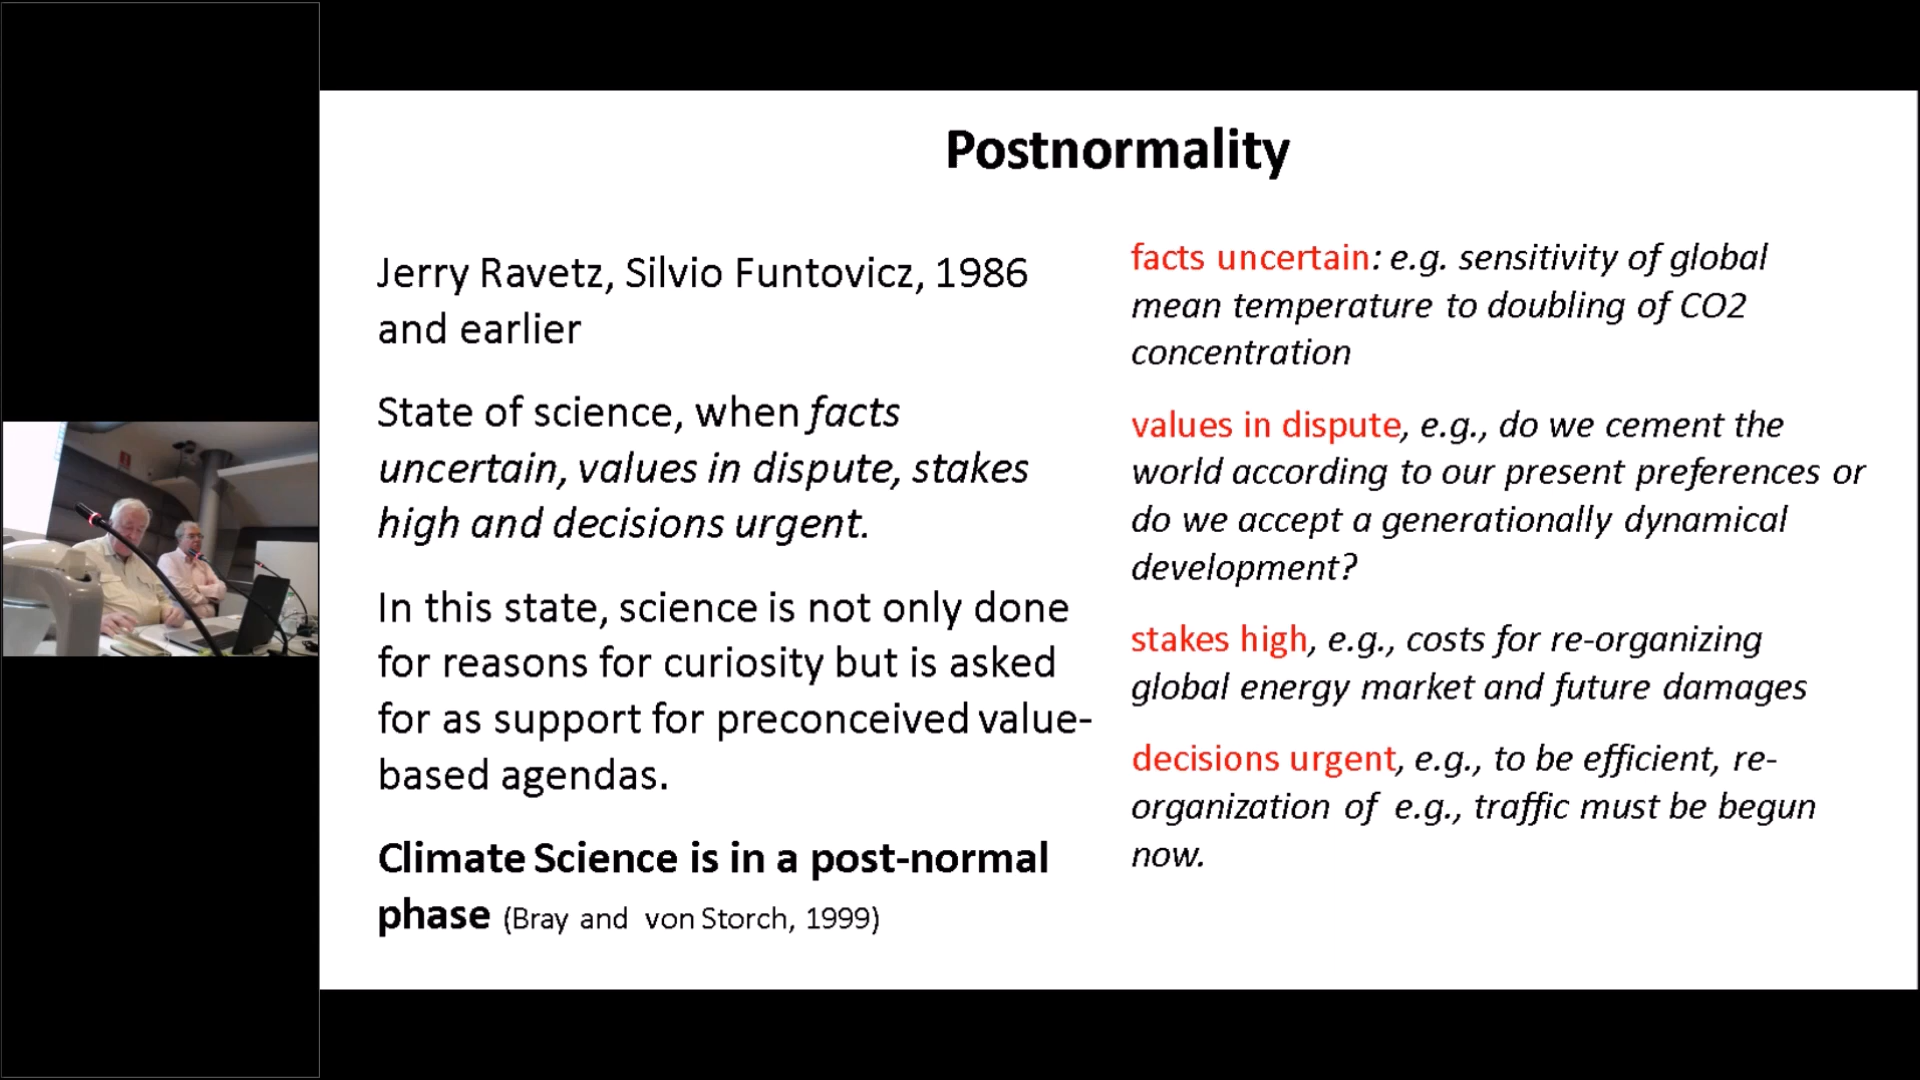 Postnormality
Jerry Ravetz, Silvio Funtovicz, 1986
and earlier
State of science, when facts
uncertain, values in dispute, stakes
high and decisions urgent.
In this state, science is not only done
for reasons for curiosity but is asked
for as support for preconceived value-
based agendas.
Climate Science is in a post-normal
phase (Bray and von Storch, 1999)
facts uncertain: e.g. sensitivity of global
mean temperature to doubling of CO2
concentration
values in dispute, e.g., do we cement the
world according to our present preferences or
do we accept a generationally dynamical
development?
stakes high, e.g., costs for re-organizing
global energy market and future damages
decisions urgent, e.g., to be efficient, re-
organization of e.g., traffic must be begun
now.